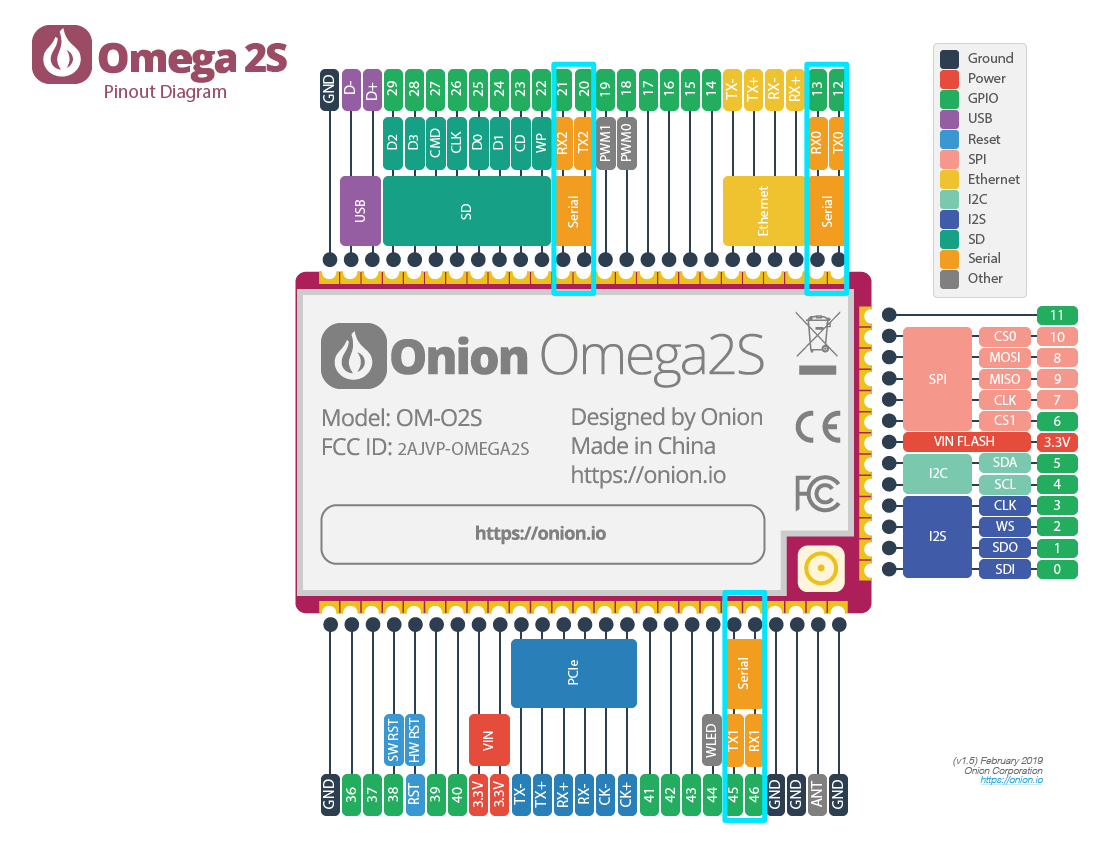 Omega 2S
Pinout Diagram
GND D- D+ 29 28 27 26 25 24 23 22 21 20 19 18 17 16 15 14 TX- TX+ RX- RX+ 13 12
D2 D3 CMD CLK D0 D1 CD WP RX2 TX2 PWM1 PWM0 RX0 TX0
USB SD Serial Ethernet Serial
Ground
Power
GPIO
USB
Reset
SPI
Ethernet
I2C
I2S
SD
Serial
Other
Onion Omega2S
Model: OM-O2S
FCC ID: 2AJVP-OMEGA2S
Designed by Onion
Made in China
https://onion.io
CE
FC
https://onion.io
11
SPI
CS0 10
MOSI 8
MISO 9
CLK 7
CS1 6
VIN FLASH 3.3V
I2C
SDA 5
SCL 4
I2S
CLK 3
WS 2
SDO 1
SDI 0
PCIe Serial
SW RST HW RST VIN WLED TX1 RX1
GND 36 37 38 RST 39 40 3.3V 3.3V TX- TX+ RX+ RX- CK- CK+ 41 42 43 44 45 46 GND GND ANT GND
(v1.5) February 2019
Onion Corporation
https://onion.io